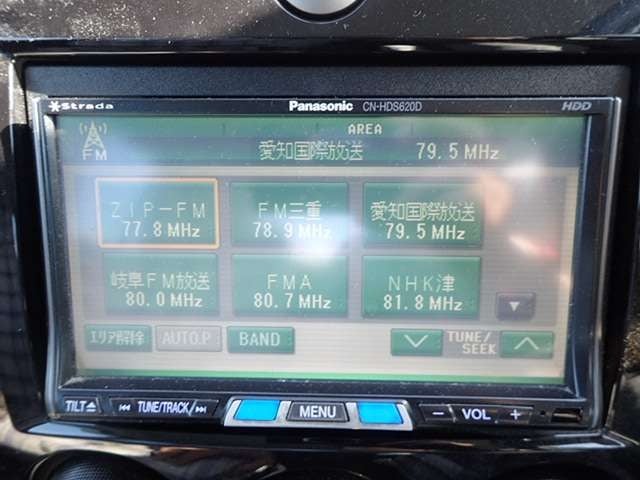 Strada Panasonic CN-HDS620D HDD
AREA
FM 愛知国際放送 79.5 MHz
ZIP-FM FM三重 愛知国際放送
77.8 MHz 78.9 MHz 79.5 MHz
岐阜FM放送 FMA NHK津
80.0 MHz 80.7 MHz 81.8 MHz
エリア解除 AUTO.P BAND TUNE/
SEEK
TILT TUNE/TRACK MENU VOL